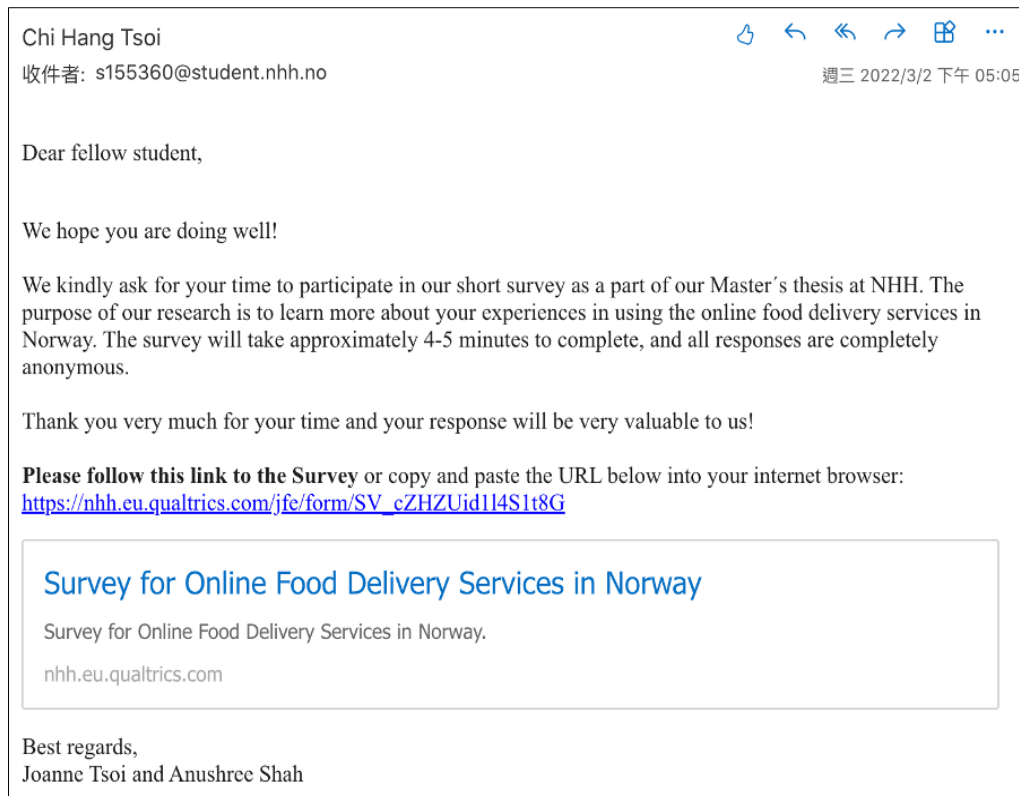 Chi Hang Tsoi
收件者: s155360@student.nhh.no
週三 2022/3/2 下午 05:05
Dear fellow student,
We hope you are doing well!
We kindly ask for your time to participate in our short survey as a part of our Master´s thesis at NHH. The
purpose of our research is to learn more about your experiences in using the online food delivery services in
Norway. The survey will take approximately 4-5 minutes to complete, and all responses are completely
anonymous.
Thank you very much for your time and your response will be very valuable to us!
Please follow this link to the Survey or copy and paste the URL below into your internet browser:
https://nhh.eu.qualtrics.com/jfe/form/SV_cZHZUid1l4S1t8G
Survey for Online Food Delivery Services in Norway
Survey for Online Food Delivery Services in Norway.
nhh.eu.qualtrics.com
Best regards,
Joanne Tsoi and Anushree Shah